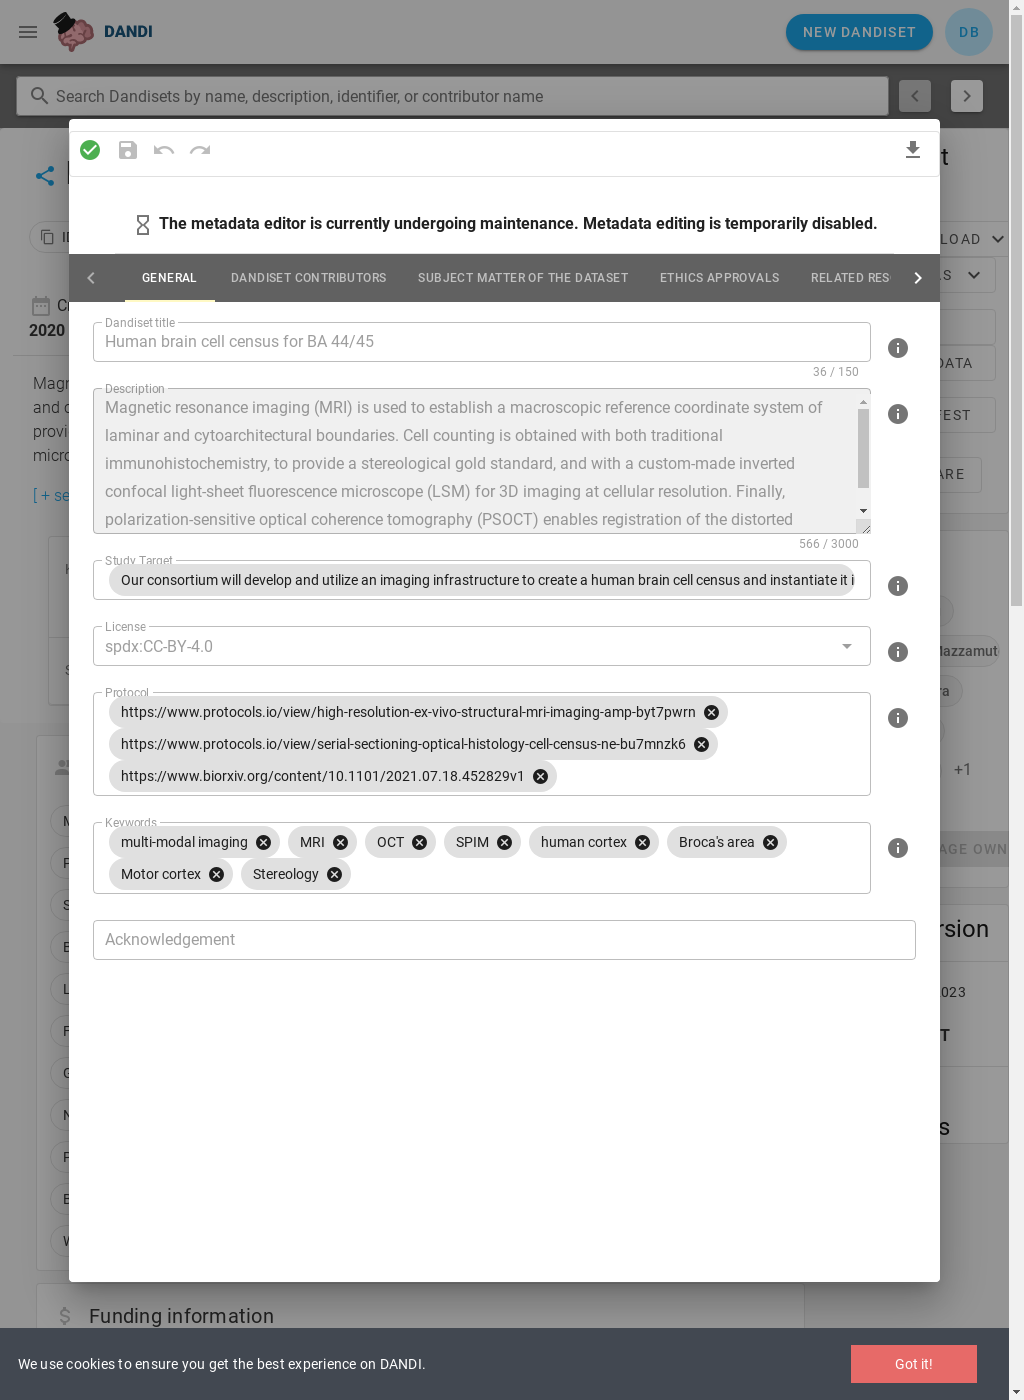 DANDI
NEW DANDISET
DB
Search Dandisets by name, description, identifier, or contributor name
The metadata editor is currently undergoing maintenance. Metadata editing is temporarily disabled.
GENERAL
DANDISET CONTRIBUTORS
SUBJECT MATTER OF THE DATASET
ETHICS APPROVALS
RELATED RES
2020
Dandiset title
Human brain cell census for BA 44/45
36 / 150
Description
Magnetic resonance imaging (MRI) is used to establish a macroscopic reference coordinate system of
laminar and cytoarchitectural boundaries. Cell counting is obtained with both traditional
immunohistochemistry, to provide a stereological gold standard, and with a custom-made inverted
confocal light-sheet fluorescence microscope (LSM) for 3D imaging at cellular resolution. Finally,
polarization-sensitive optical coherence tomography (PSOCT) enables registration of the distorted
566 / 3000
Study Target
Our consortium will develop and utilize an imaging infrastructure to create a human brain cell census and instantiate it i
License
spdx:CC-BY-4.0
Protocol
https://www.protocols.io/view/high-resolution-ex-vivo-structural-mri-imaging-amp-byt7pwrn
https://www.protocols.io/view/serial-sectioning-optical-histology-cell-census-ne-bu7mnzk6
https://www.biorxiv.org/content/10.1101/2021.07.18.452829v1
+1
Keywords
multi-modal imaging
MRI
OCT
SPIM
human cortex
Broca's area
Motor cortex
Stereology
Acknowledgement
Funding information
We use cookies to ensure you get the best experience on DANDI.
Got it!